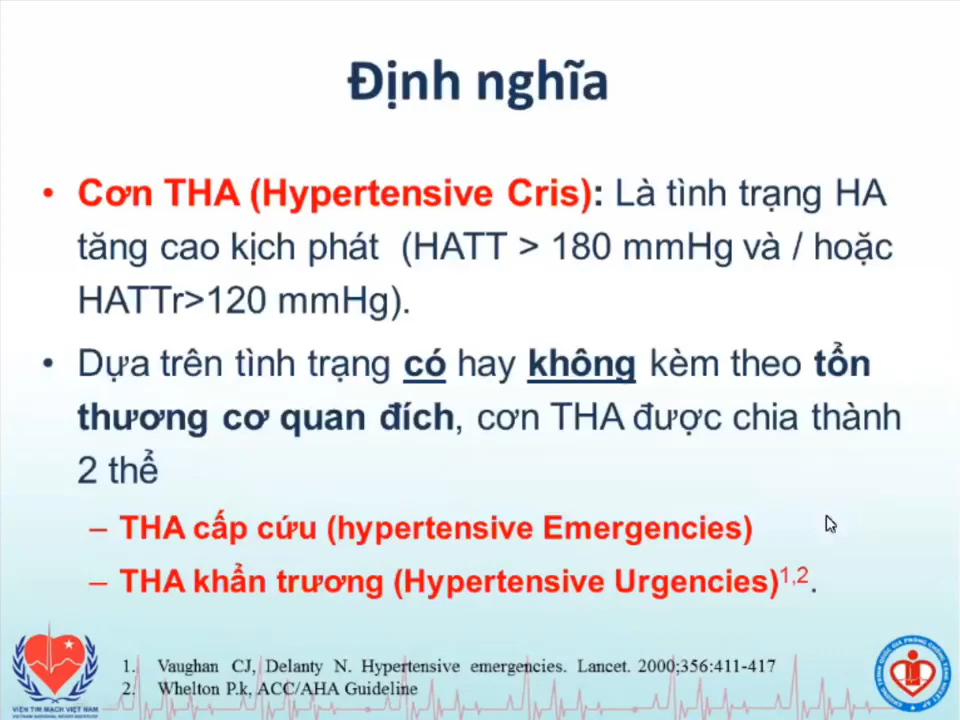 Định nghĩa
• Cơn THA (Hypertensive Cris): Là tình trạng HA
tăng cao kịch phát (HATT > 180 mmHg và / hoặc
HATTr>120 mmHg).
• Dựa trên tình trạng có hay không kèm theo tổn
thương cơ quan đích, cơn THA được chia thành
2 thể
– THA cấp cứu (hypertensive Emergencies)
– THA khẩn trương (Hypertensive Urgencies)1,2.
1. Vaughan CJ, Delanty N. Hypertensive emergencies. Lancet. 2000;356:411-417
2. Whelton P.k, ACC/AHA Guideline
VIỆN TIM MẠCH VIỆT NAM
VIETNAM NATIONAL HEART INSTITUTE